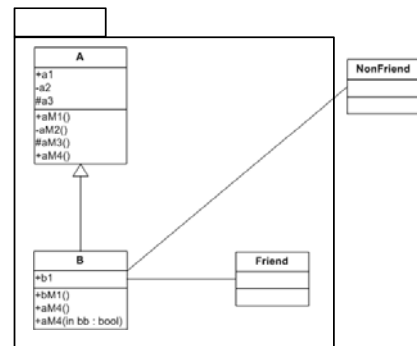 A
+a1
-a2
#a3
+aM1()
-aM2()
#aM3()
+aM4()
NonFriend
B
+b1
+bM1()
+aM4()
+aM4(in bb : bool)
Friend